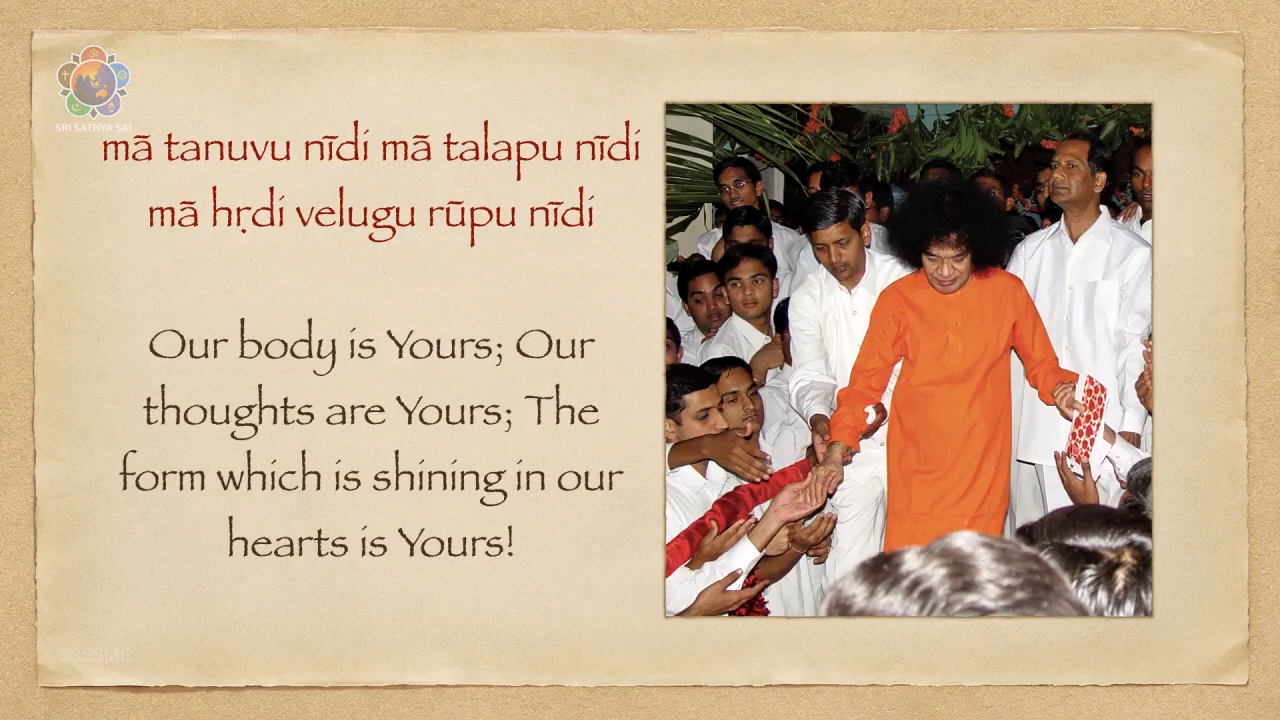 SRI SATHYA SAI
mā tanuvu nīdi mā talapu nīdi
mā hṛdi velugu rūpu nīdi
Our body is Yours; Our
thoughts are Yours; The
form which is shining in our
hearts is Yours!
©SSSMC